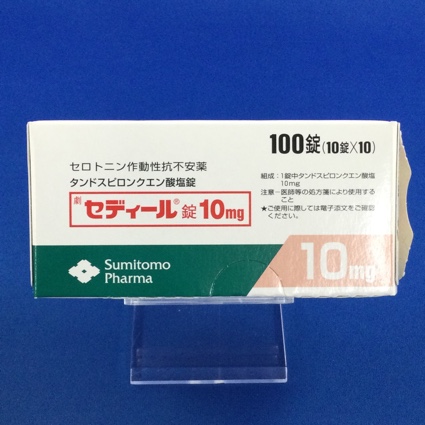 100錠(10錠×10)
セロトニン作動性抗不安薬
タンドスピロンクエン酸塩錠
劇 セディール®錠10mg
組成:1錠中タンドスピロンクエン酸塩
10mg
注意-医師等の処方箋により使用する
こと
★ご使用に際しては電子添文をご確認
ください。
Sumitomo
Pharma
10mg